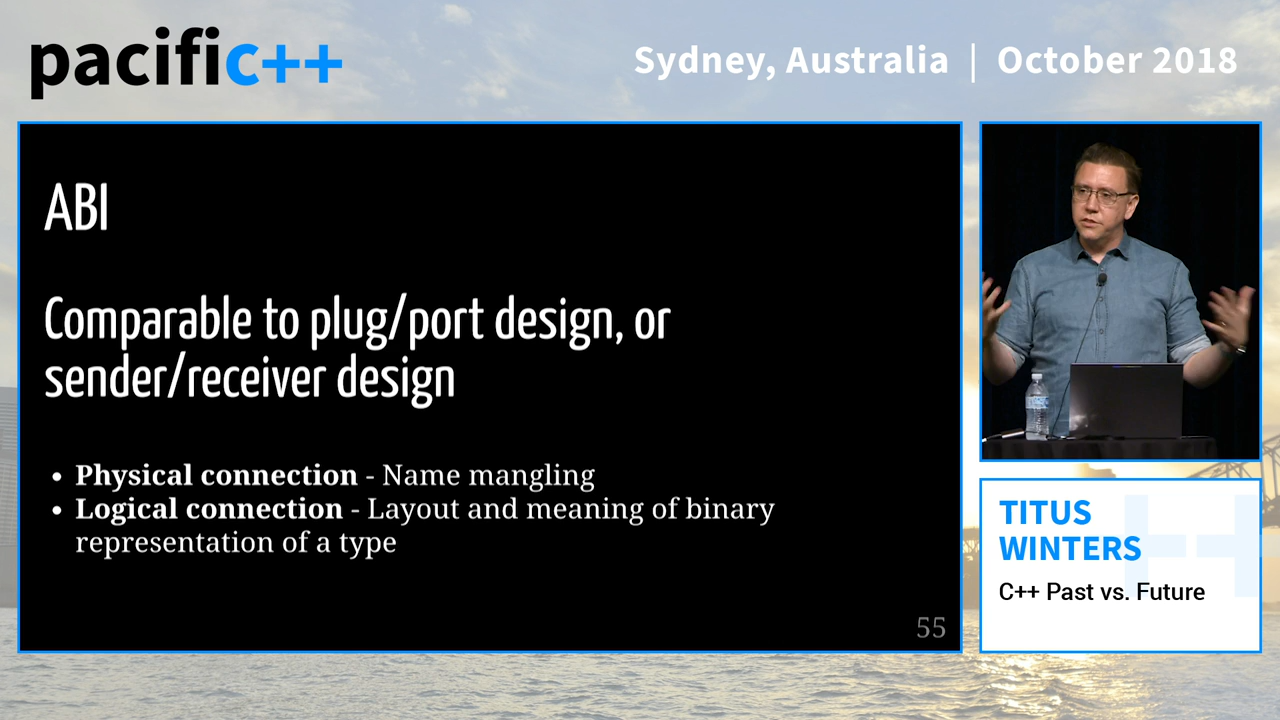 pacific++
Sydney, Australia | October 2018
ABI
Comparable to plug/port design, or
sender/receiver design
• Physical connection - Name mangling
• Logical connection - Layout and meaning of binary
representation of a type
55
TITUS
WINTERS
C++ Past vs. Future